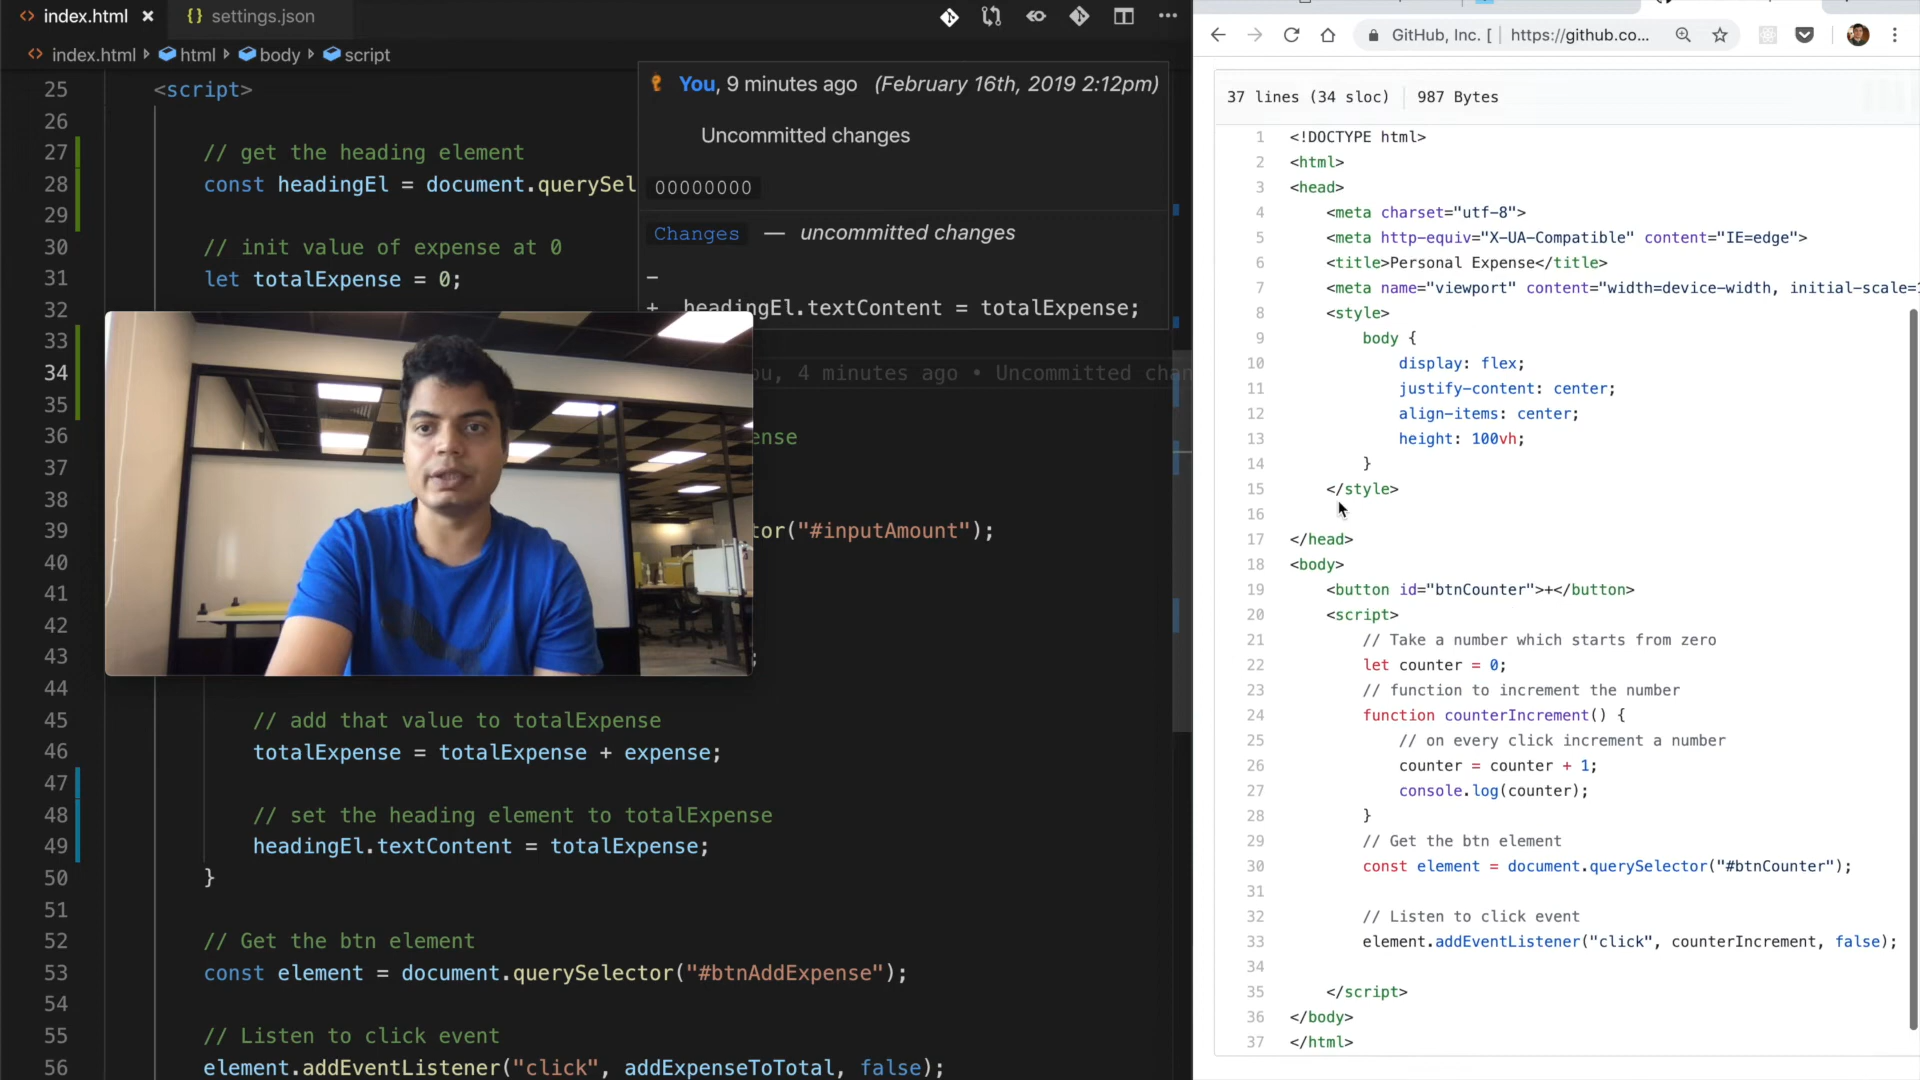 index.html
settings.json
index.html
html
body
script
25 <script>
26
27 // get the heading element
28 const headingEl = document.querySel
29
30 // init value of expense at 0
31 let totalExpense = 0;
32
33
34
35
36
37
38
39
40
41
42
43
44
You, 9 minutes ago (February 16th, 2019 2:12pm)
Uncommitted changes
00000000
Changes — uncommitted changes
−
+ headingEl.textContent = totalExpense;
4 minutes ago • Uncommitted
tor("#inputAmount");
;
45 // add that value to totalExpense
46 totalExpense = totalExpense + expense;
47
48 // set the heading element to totalExpense
49 headingEl.textContent = totalExpense;
50 }
51
52 // Get the btn element
53 const element = document.querySelector("#btnAddExpense");
54
55 // Listen to click event
56 element.addEventListener("click", addExpenseToTotal, false);
GitHub, Inc. [ https://github.co...
37 lines (34 sloc) 987 Bytes
1 <!DOCTYPE html>
2 <html>
3 <head>
4 <meta charset="utf-8">
5 <meta http-equiv="X-UA-Compatible" content="IE=edge">
6 <title>Personal Expense</title>
7 <meta name="viewport" content="width=device-width, initial-scale=
8 <style>
9 body {
10 display: flex;
11 justify-content: center;
12 align-items: center;
13 height: 100vh;
14 }
15 </style>
16
17 </head>
18 <body>
19 <button id="btnCounter">+</button>
20 <script>
21 // Take a number which starts from zero
22 let counter = 0;
23 // function to increment the number
24 function counterIncrement() {
25 // on every click increment a number
26 counter = counter + 1;
27 console.log(counter);
28 }
29 // Get the btn element
30 const element = document.querySelector("#btnCounter");
31
32 // Listen to click event
33 element.addEventListener("click", counterIncrement, false);
34
35 </script>
36 </body>
37 </html>